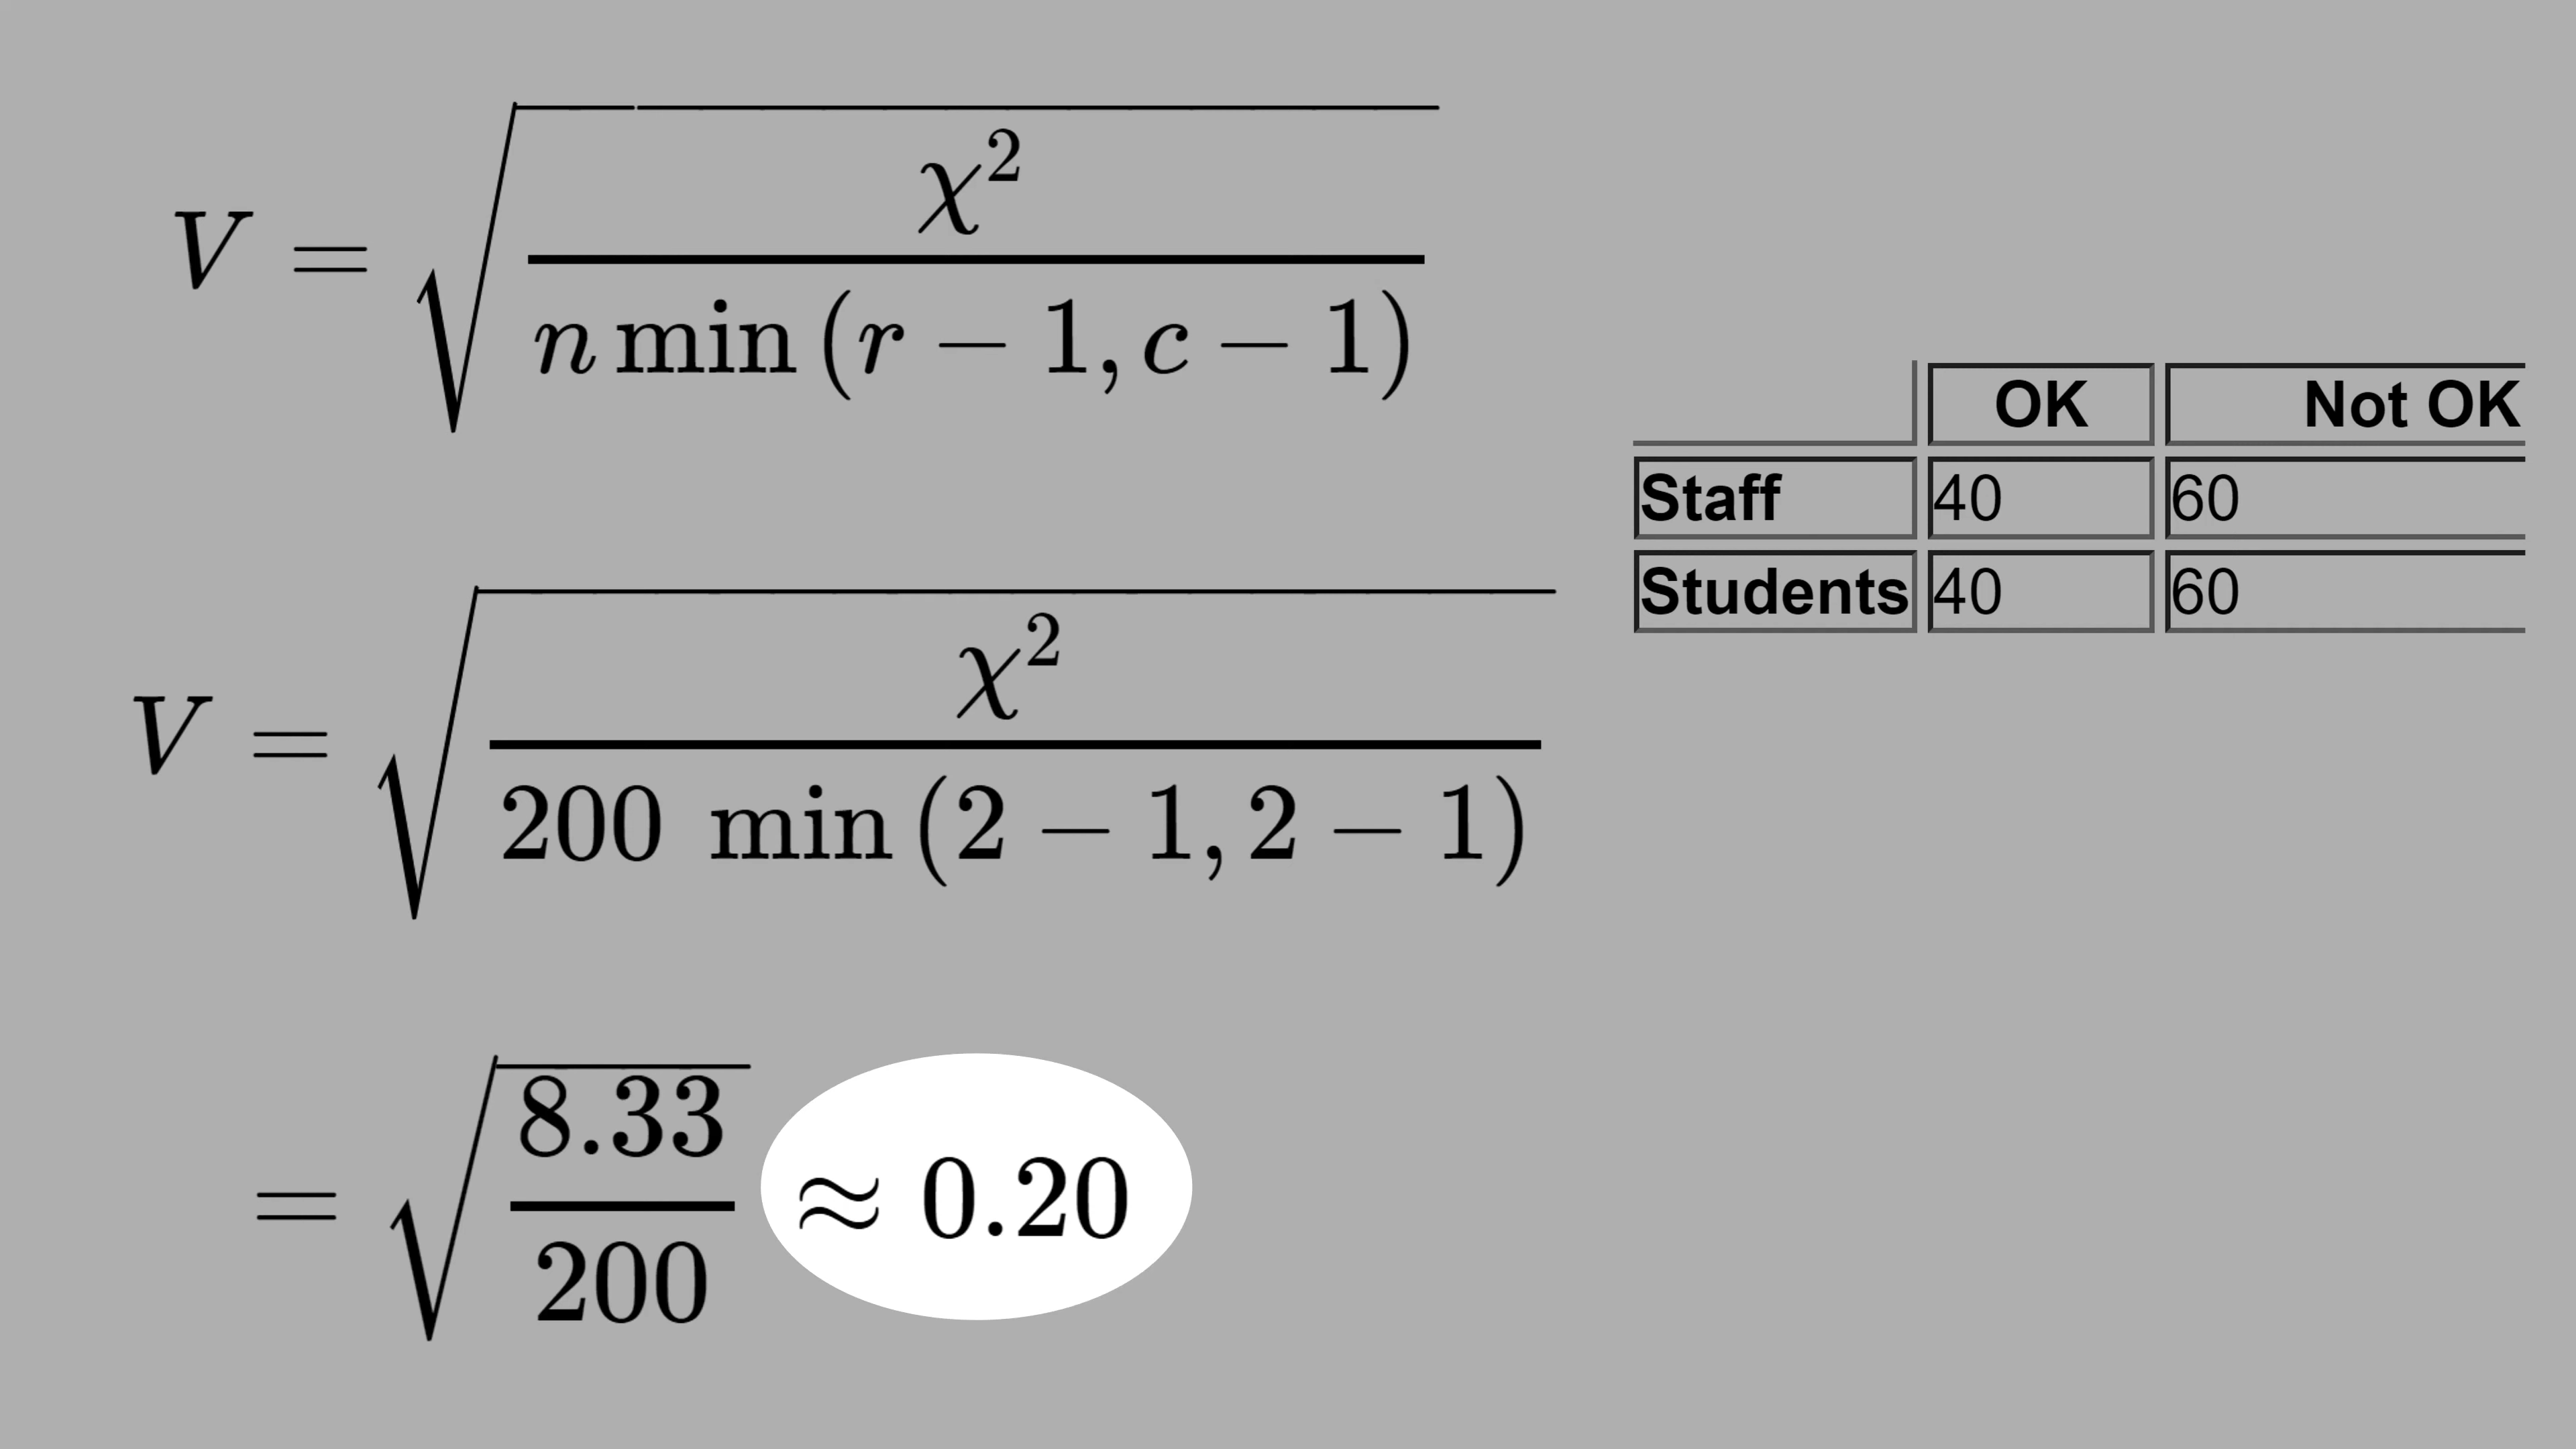 V = √(χ² / (n min (r − 1, c − 1)))
OK Not OK
Staff 40 60
Students 40 60
V = √(χ² / (200 min (2 − 1, 2 − 1)))
= √(8.33 / 200) ≈ 0.20